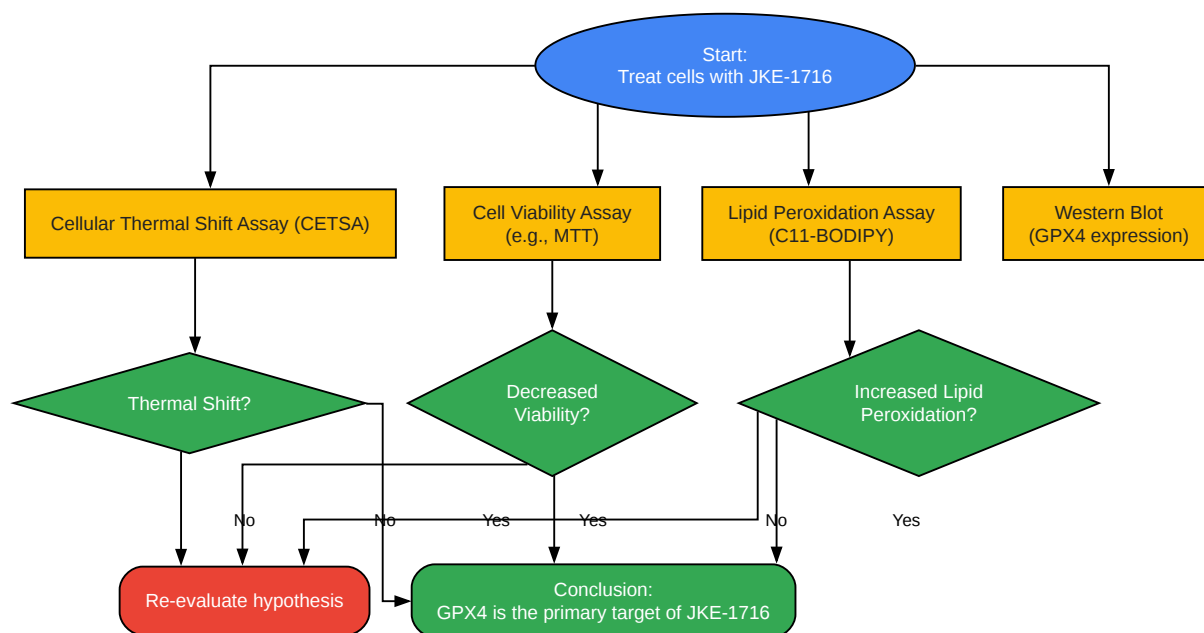 Start:
Treat cells with JKE-1716
Cellular Thermal Shift Assay (CETSA)
Cell Viability Assay
(e.g., MTT)
Lipid Peroxidation Assay
(C11-BODIPY)
Western Blot
(GPX4 expression)
Thermal Shift?
Decreased
Viability?
Increased Lipid
Peroxidation?
No
No
Yes
Yes
No
Yes
Re-evaluate hypothesis
Conclusion:
GPX4 is the primary target of JKE-1716